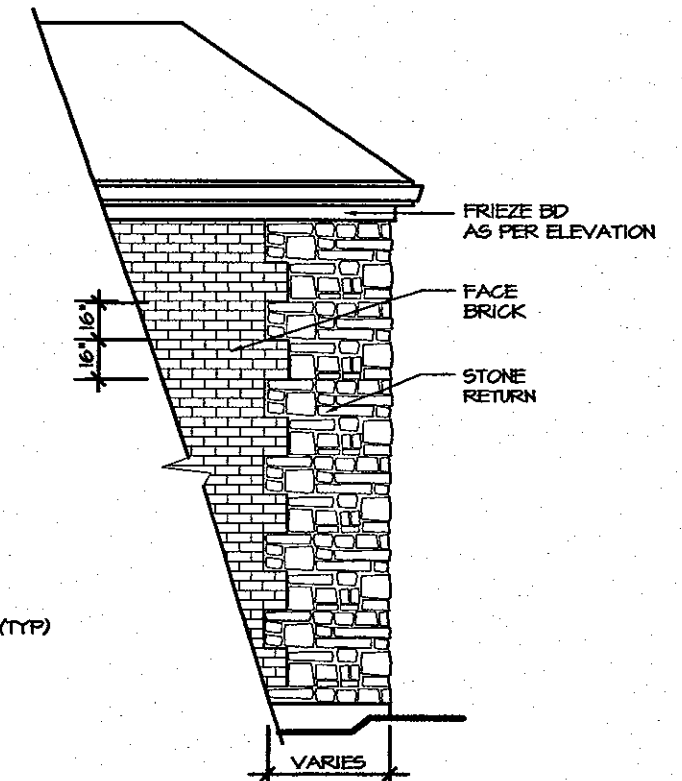 FRIEZE BD
AS PER ELEVATION
FACE
BRICK
16"
16"
STONE
RETURN
(TYP)
VARIES